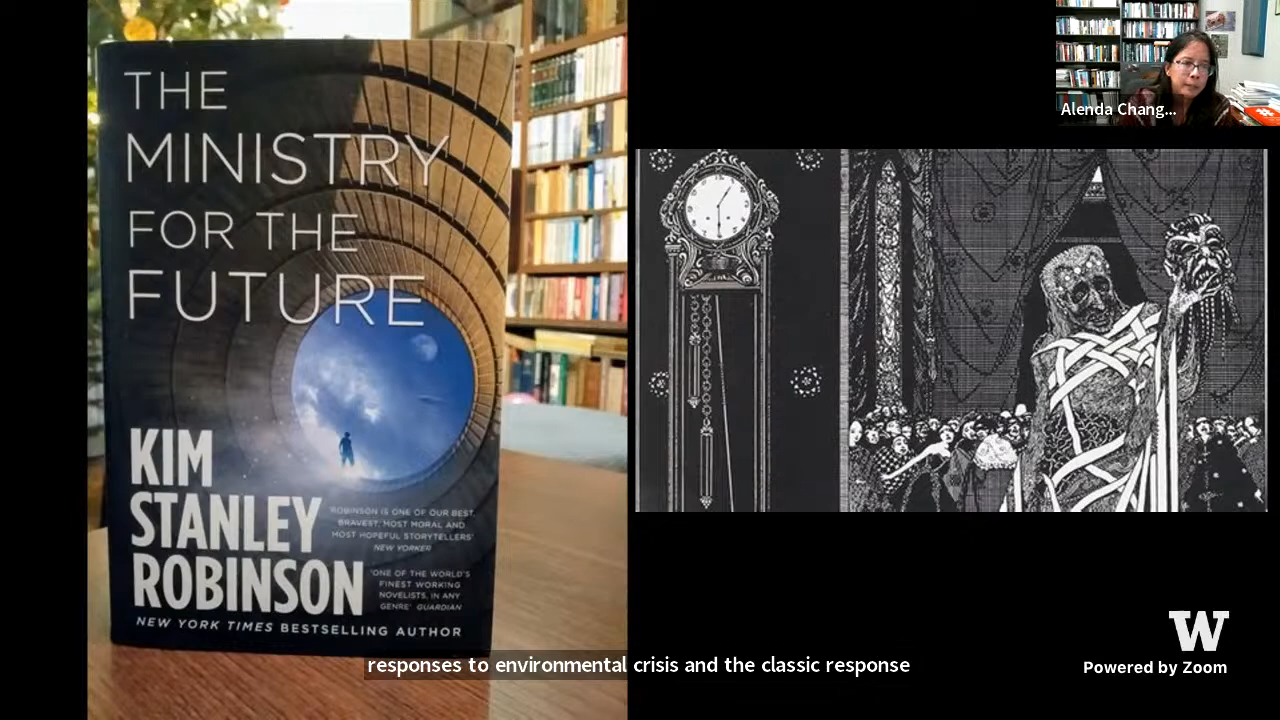 THE
MINISTRY
FOR THE
FUTURE
KIM
STANLEY
ROBINSON
'ROBINSON IS ONE OF OUR BEST,
BRAVEST, MOST MORAL AND
MOST HOPEFUL STORYTELLERS'
NEW YORKER
'ONE OF THE WORLD'S
FINEST WORKING
NOVELISTS, IN ANY
GENRE' GUARDIAN
NEW YORK TIMES BESTSELLING AUTHOR
Alenda Chang...
W
Powered by Zoom
responses to environmental crisis and the classic response